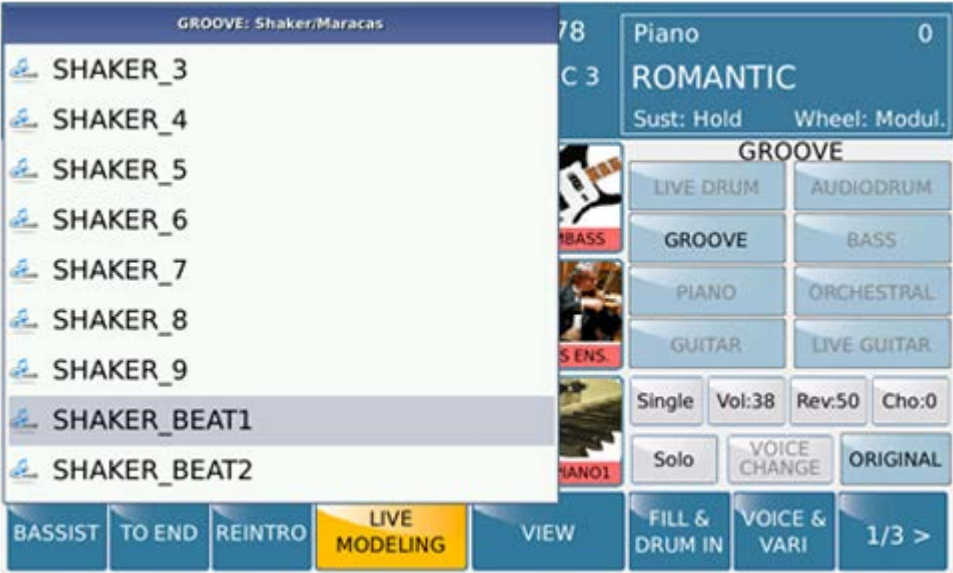 GROOVE: Shaker/Maracas
SHAKER_3
SHAKER_4
SHAKER_5
SHAKER_6
SHAKER_7
SHAKER_8
SHAKER_9
SHAKER_BEAT1
SHAKER_BEAT2
78
C 3
Piano 0
ROMANTIC
Sust: Hold Wheel: Modul.
GROOVE
LIVE DRUM AUDIODRUM
GROOVE BASS
PIANO ORCHESTRAL
GUITAR LIVE GUITAR
BASS
S ENS.
IANO1
Single Vol:38 Rev:50 Cho:0
Solo VOICE CHANGE ORIGINAL
BASSIST TO END REINTRO LIVE MODELING VIEW FILL & DRUM IN VOICE & VARI 1/3 >